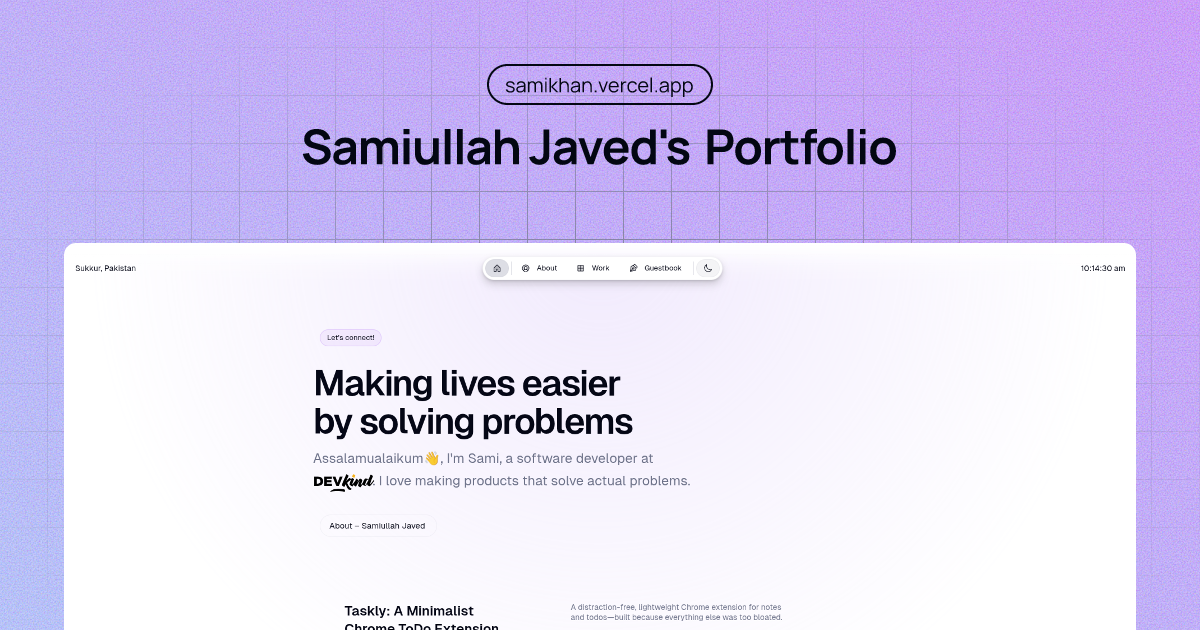 samikhan.vercel.app
Samiullah Javed's Portfolio
Sukkur, Pakistan
About
Work
Guestbook
10:14:30 am
Let's connect!
Making lives easier
by solving problems
Assalamualaikum👋, I'm Sami, a software developer at
DEVkind. I love making products that solve actual problems.
About – Samiullah Javed
Taskly: A Minimalist
Chrome ToDo Extension
A distraction-free, lightweight Chrome extension for notes
and todos—built because everything else was too bloated.